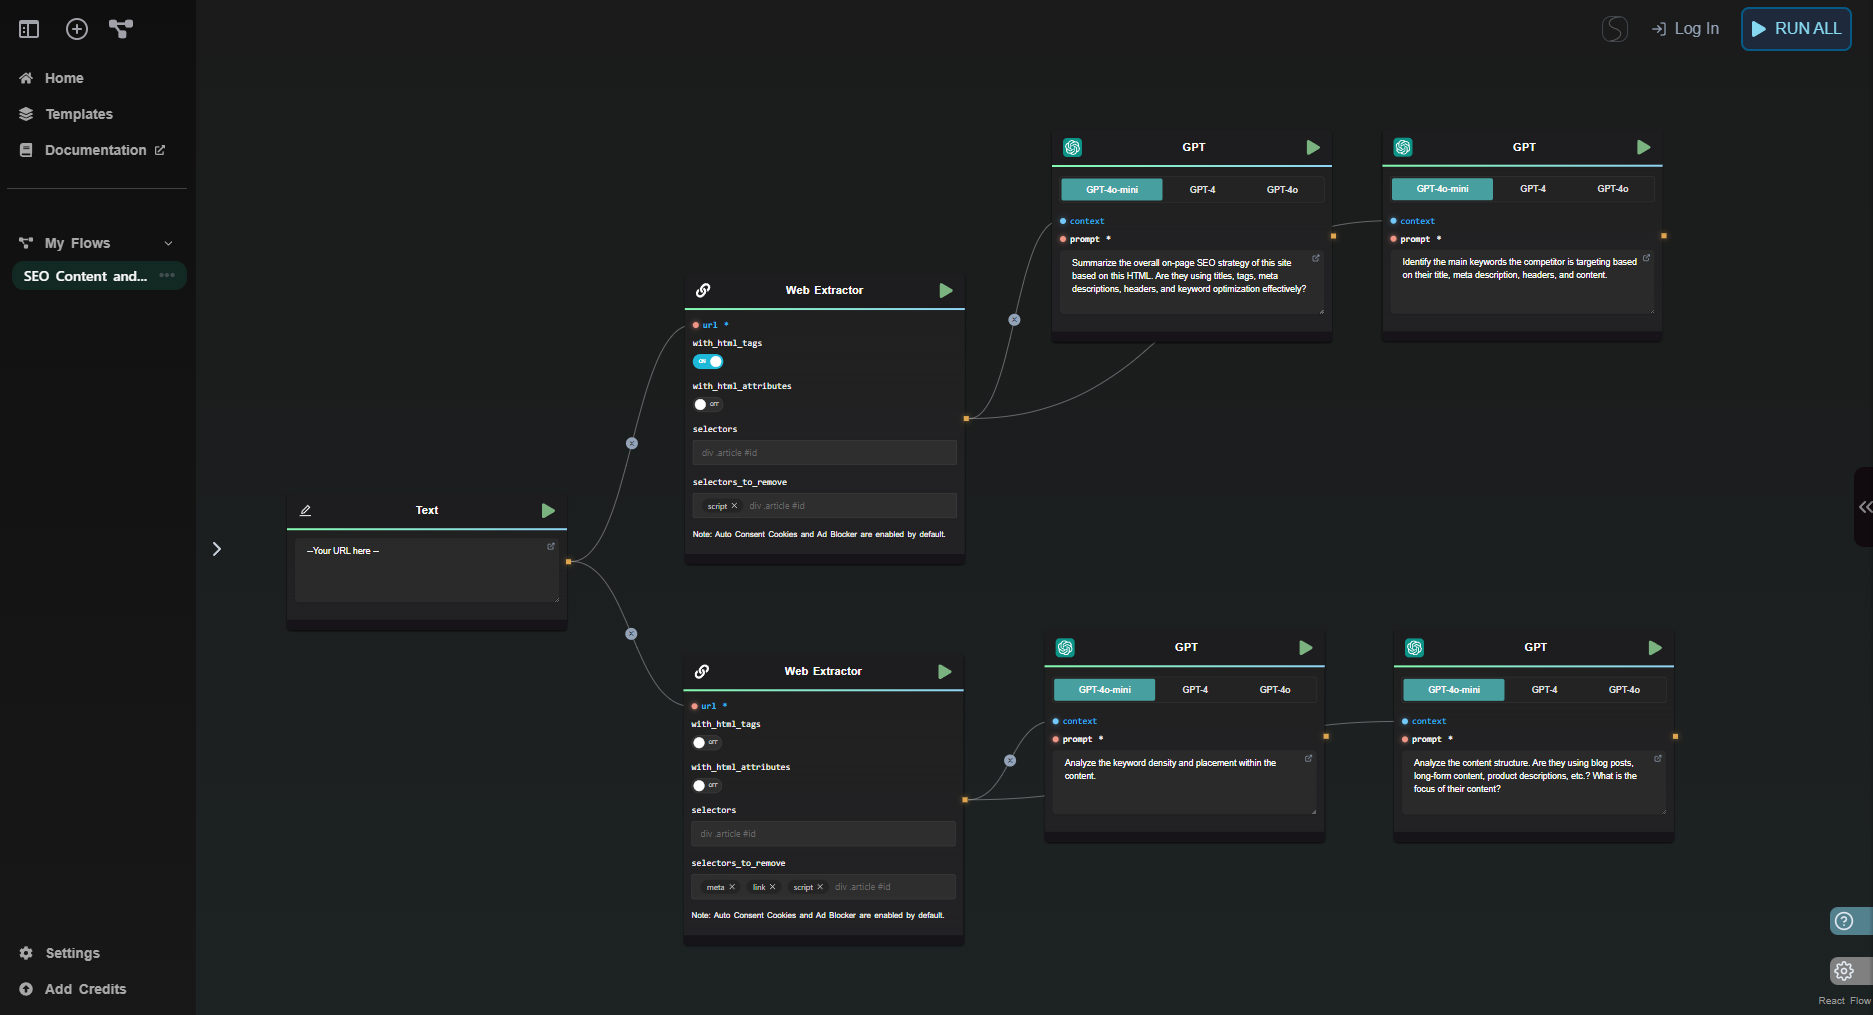 Log In
RUN ALL
Home
Templates
Documentation
My Flows
SEO Content and...
Settings
Add Credits
Text
--Your URL here --
Web Extractor
url *
with_html_tags
ON
with_html_attributes
OFF
selectors
div .article #id
selectors_to_remove
script × div .article #id
Note: Auto Consent Cookies and Ad Blocker are enabled by default.
Web Extractor
url *
with_html_tags
OFF
with_html_attributes
OFF
selectors
div .article #id
selectors_to_remove
meta × link × script × div .article #id
Note: Auto Consent Cookies and Ad Blocker are enabled by default.
GPT
GPT-4o-mini GPT-4 GPT-4o
context
prompt *
Summarize the overall on-page SEO strategy of this site
based on this HTML. Are they using titles, tags, meta
descriptions, headers, and keyword optimization effectively?
GPT
GPT-4o-mini GPT-4 GPT-4o
context
prompt *
Identify the main keywords the competitor is targeting based
on their title, meta description, headers, and content.
GPT
GPT-4o-mini GPT-4 GPT-4o
context
prompt *
Analyze the keyword density and placement within the
content.
GPT
GPT-4o-mini GPT-4 GPT-4o
context
prompt *
Analyze the content structure. Are they using blog posts,
long-form content, product descriptions, etc.? What is the
focus of their content?
React Flow